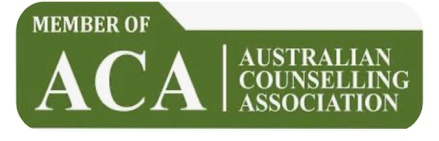 MEMBER OF
ACA
AUSTRALIAN
COUNSELLING
ASSOCIATION